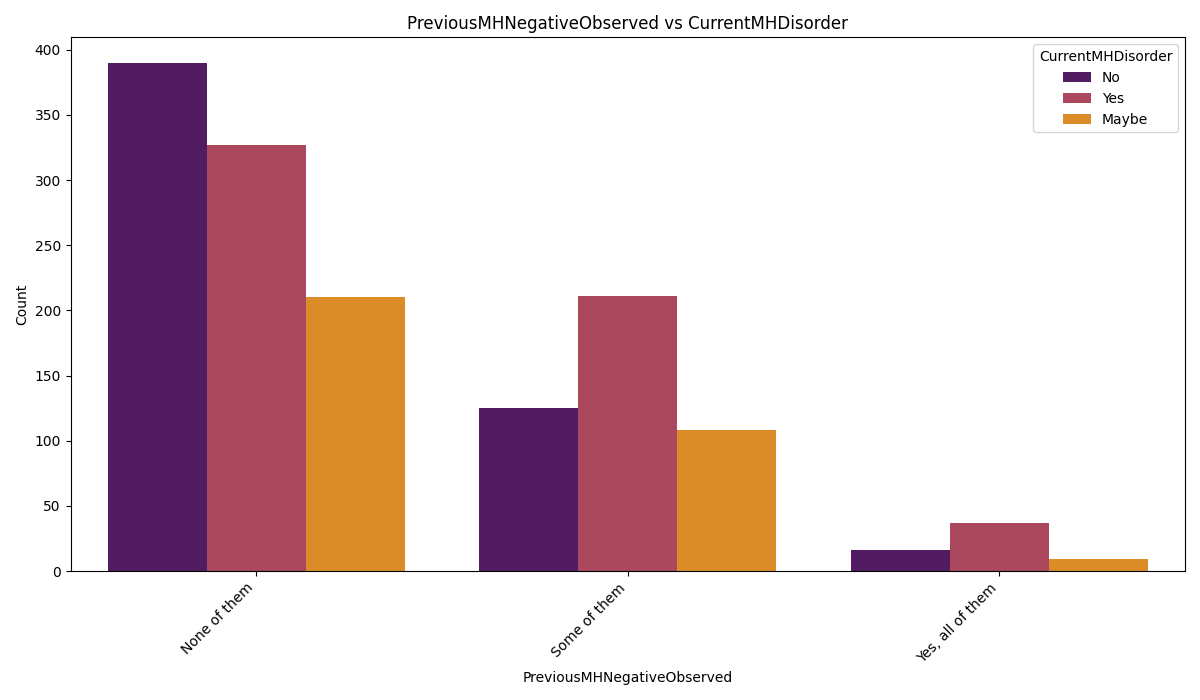 PreviousMHNegativeObserved vs CurrentMHDisorder
CurrentMHDisorder
No
Yes
Maybe
Count
400
350
300
250
200
150
100
50
0
None of them
Some of them
Yes, all of them
PreviousMHNegativeObserved